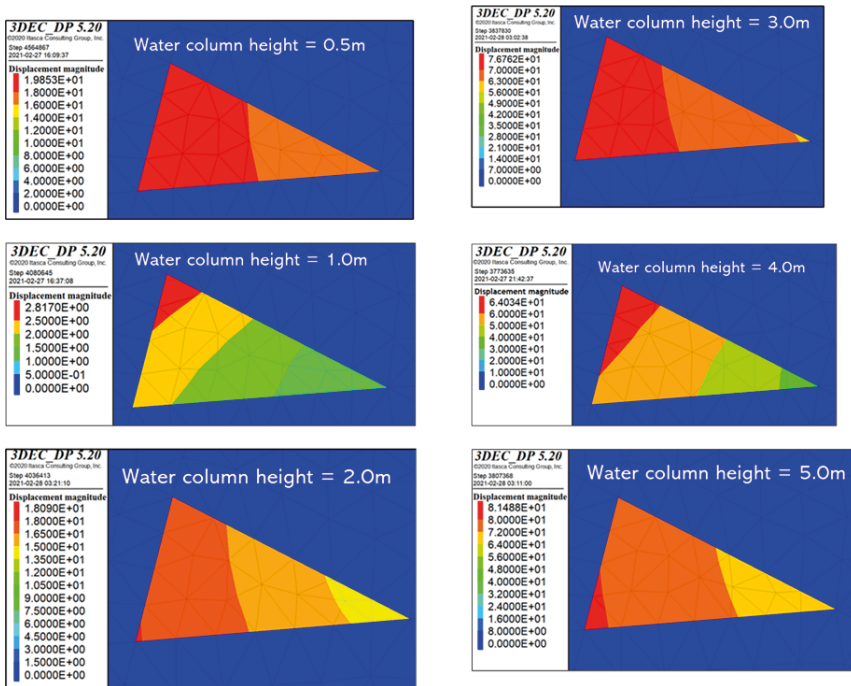 3DEC_DP 5.20
©2020 Itasca Consulting Group, Inc.
Step 4564867
2021-02-27 16:09:37
Displacement magnitude
1.9853E+01
1.8000E+01
1.6000E+01
1.4000E+01
1.2000E+01
1.0000E+01
8.0000E+00
6.0000E+00
4.0000E+00
2.0000E+00
0.0000E+00
Water column height = 0.5m
3DEC_DP 5.20
©2020 Itasca Consulting Group, Inc.
Step 3837830
2021-02-28 03:02:38
Displacement magnitude
7.6762E+01
7.0000E+01
6.3000E+01
5.6000E+01
4.9000E+01
4.2000E+01
3.5000E+01
2.8000E+01
2.1000E+01
1.4000E+01
7.0000E+00
0.0000E+00
Water column height = 3.0m
3DEC_DP 5.20
©2020 Itasca Consulting Group, Inc.
Step 4080645
2021-02-27 16:37:08
Displacement magnitude
2.8170E+00
2.5000E+00
2.0000E+00
1.5000E+00
1.0000E+00
5.0000E-01
0.0000E+00
Water column height = 1.0m
3DEC_DP 5.20
©2020 Itasca Consulting Group, Inc.
Step 3773635
2021-02-27 21:42:37
Displacement magnitude
6.4034E+01
6.0000E+01
5.0000E+01
4.0000E+01
3.0000E+01
2.0000E+01
1.0000E+01
0.0000E+00
Water column height = 4.0m
3DEC_DP 5.20
©2020 Itasca Consulting Group, Inc.
Step 4036413
2021-02-28 03:21:10
Displacement magnitude
1.8090E+01
1.8000E+01
1.6500E+01
1.5000E+01
1.3500E+01
1.2000E+01
1.0500E+01
9.0000E+00
7.5000E+00
6.0000E+00
4.5000E+00
3.0000E+00
1.5000E+00
0.0000E+00
Water column height = 2.0m
3DEC_DP 5.20
©2020 Itasca Consulting Group, Inc.
Step 3807368
2021-02-28 03:11:00
Displacement magnitude
8.1488E+01
8.0000E+01
7.2000E+01
6.4000E+01
5.6000E+01
4.8000E+01
4.0000E+01
3.2000E+01
2.4000E+01
1.6000E+01
8.0000E+00
0.0000E+00
Water column height = 5.0m